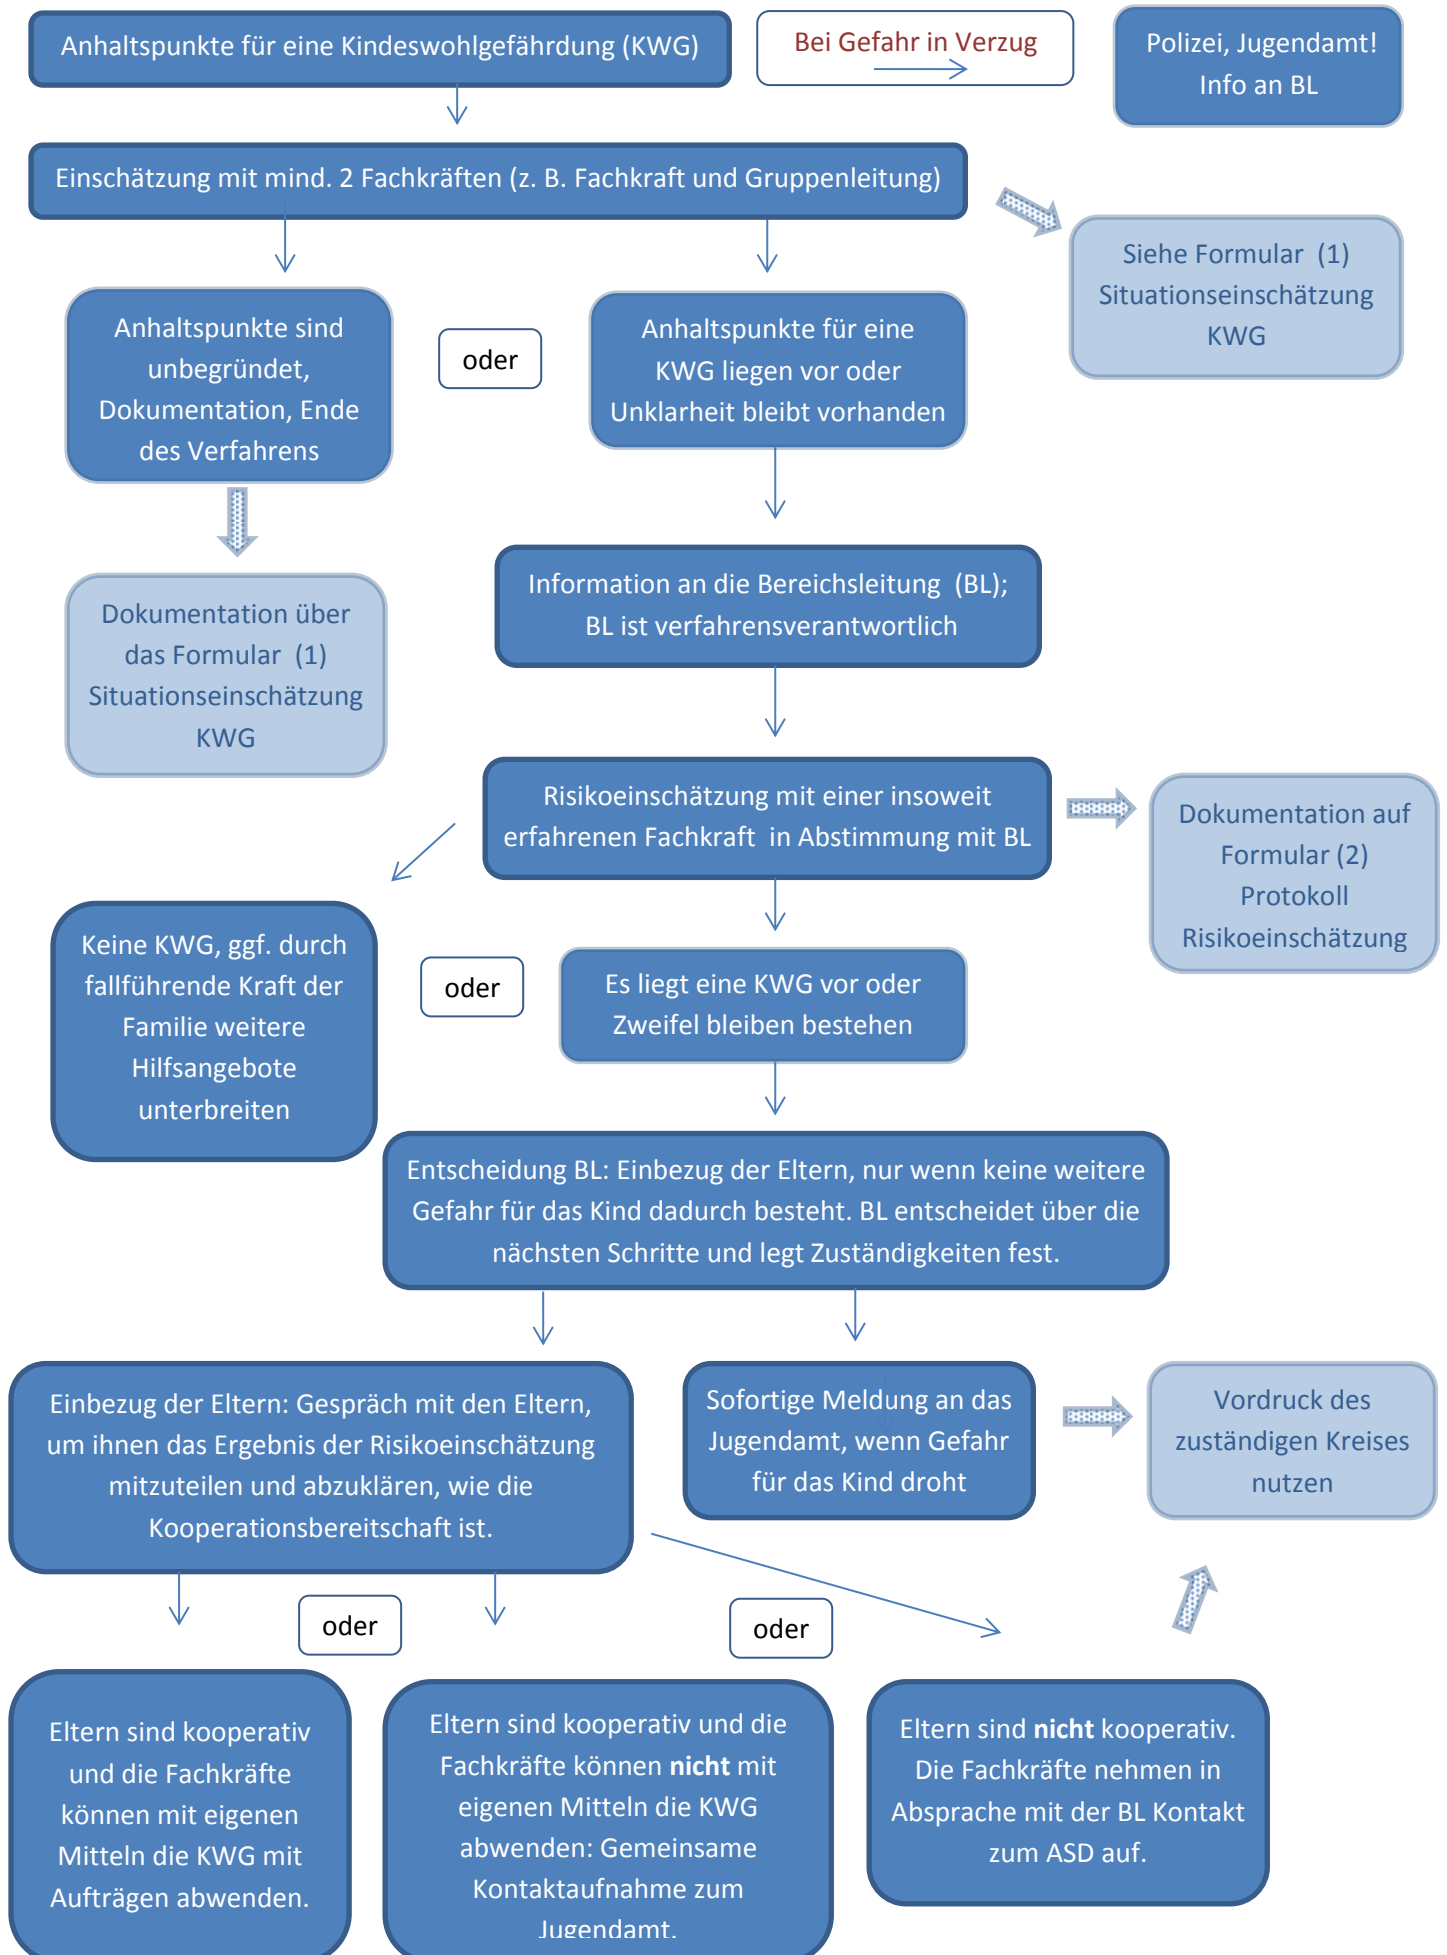 Anhaltspunkte für eine Kindeswohlgefährdung (KWG)
Bei Gefahr in Verzug
Polizei, Jugendamt!
Info an BL
Einschätzung mit mind. 2 Fachkräften (z. B. Fachkraft und Gruppenleitung)
Siehe Formular (1)
Situationseinschätzung
KWG
Anhaltspunkte sind
unbegründet,
Dokumentation, Ende
des Verfahrens
oder
Anhaltspunkte für eine
KWG liegen vor oder
Unklarheit bleibt vorhanden
Dokumentation über
das Formular (1)
Situationseinschätzung
KWG
Information an die Bereichsleitung (BL);
BL ist verfahrensverantwortlich
Risikoeinschätzung mit einer insoweit
erfahrenen Fachkraft in Abstimmung mit BL
Dokumentation auf
Formular (2)
Protokoll
Risikoeinschätzung
Keine KWG, ggf. durch
fallführende Kraft der
Familie weitere
Hilfsangebote
unterbreiten
oder
Es liegt eine KWG vor oder
Zweifel bleiben bestehen
Entscheidung BL: Einbezug der Eltern, nur wenn keine weitere
Gefahr für das Kind dadurch besteht. BL entscheidet über die
nächsten Schritte und legt Zuständigkeiten fest.
Einbezug der Eltern: Gespräch mit den Eltern,
um ihnen das Ergebnis der Risikoeinschätzung
mitzuteilen und abzuklären, wie die
Kooperationsbereitschaft ist.
Sofortige Meldung an das
Jugendamt, wenn Gefahr
für das Kind droht
Vordruck des
zuständigen Kreises
nutzen
oder
oder
Eltern sind kooperativ
und die Fachkräfte
können mit eigenen
Mitteln die KWG mit
Aufträgen abwenden.
Eltern sind kooperativ und die
Fachkräfte können nicht mit
eigenen Mitteln die KWG
abwenden: Gemeinsame
Kontaktaufnahme zum
Jugendamt.
Eltern sind nicht kooperativ.
Die Fachkräfte nehmen in
Absprache mit der BL Kontakt
zum ASD auf.